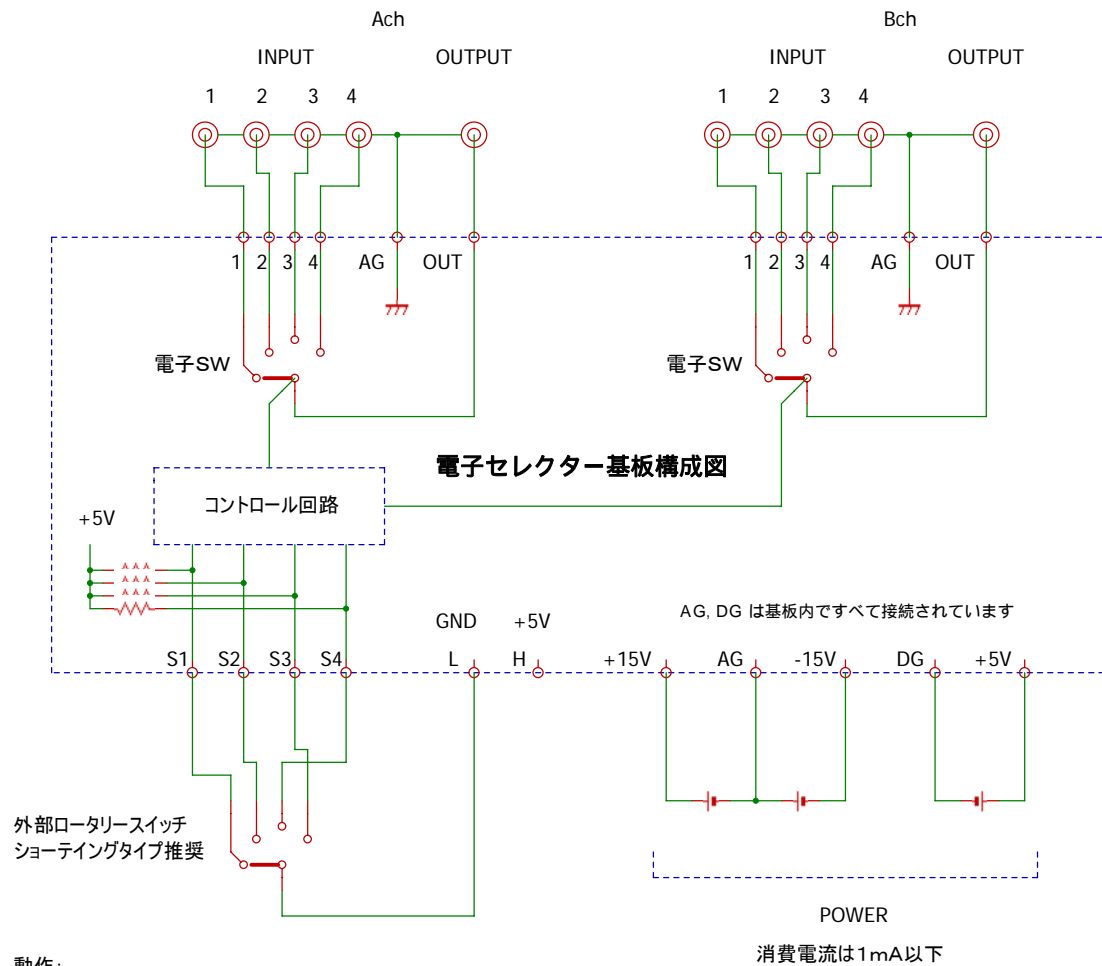 Ach
Bch
INPUT
OUTPUT
INPUT
OUTPUT
1 2 3 4
1 2 3 4
1 2 3 4 AG OUT
1 2 3 4 AG OUT
電子SW
電子SW
電子セレクター基板構成図
コントロール回路
+5V
AG, DG は基板内ですべて接続されています
GND +5V
S1 S2 S3 S4 L H +15V AG -15V DG +5V
外部ロータリースイッチ
ショーテイングタイプ推奨
POWER
消費電流は1mA以下
動作: